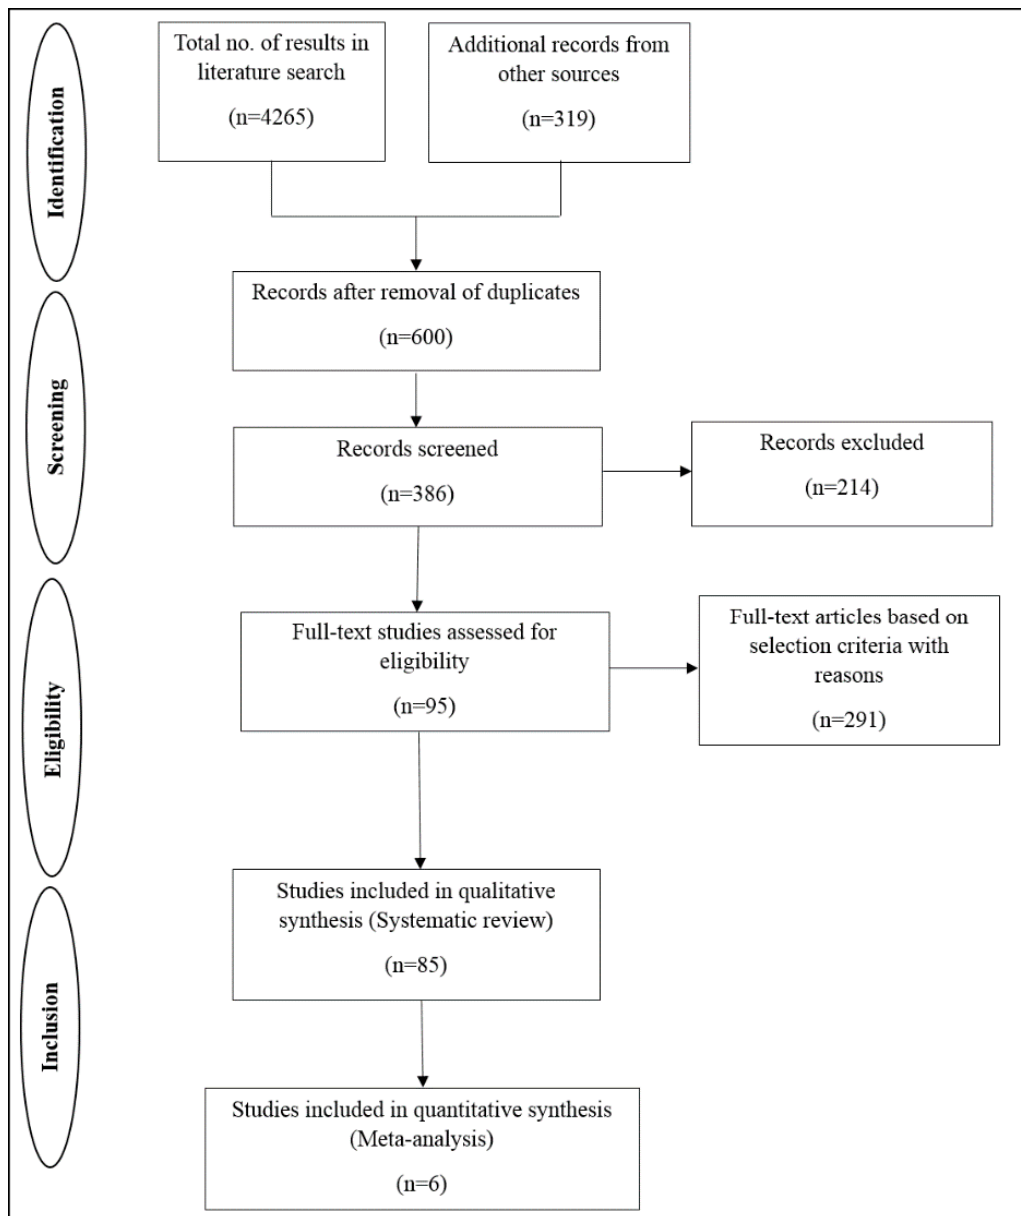 Identification
Total no. of results in
literature search
(n=4265)
Additional records from
other sources
(n=319)
Records after removal of duplicates
(n=600)
Screening
Records screened
(n=386)
Records excluded
(n=214)
Eligibility
Full-text studies assessed for
eligibility
(n=95)
Full-text articles based on
selection criteria with
reasons
(n=291)
Inclusion
Studies included in qualitative
synthesis (Systematic review)
(n=85)
Studies included in quantitative synthesis
(Meta-analysis)
(n=6)